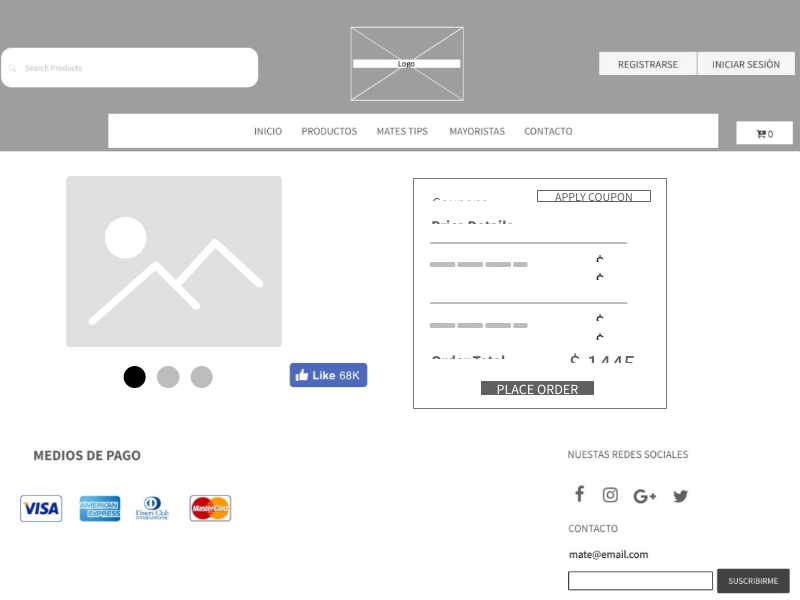 Search Products
Logo
REGISTRARSE
INICIAR SESIÒN
INICIO PRODUCTOS MATES TIPS MAYORISTAS CONTACTO
0
APPLY COUPON
Price Details
$
$
$
$
Order Total $ 1445
PLACE ORDER
Like 68K
MEDIOS DE PAGO
VISA
AMERICAN EXPRESS
Diners Club INTERNATIONAL
MasterCard
NUESTAS REDES SOCIALES
CONTACTO
mate@email.com
SUSCRIBIRME